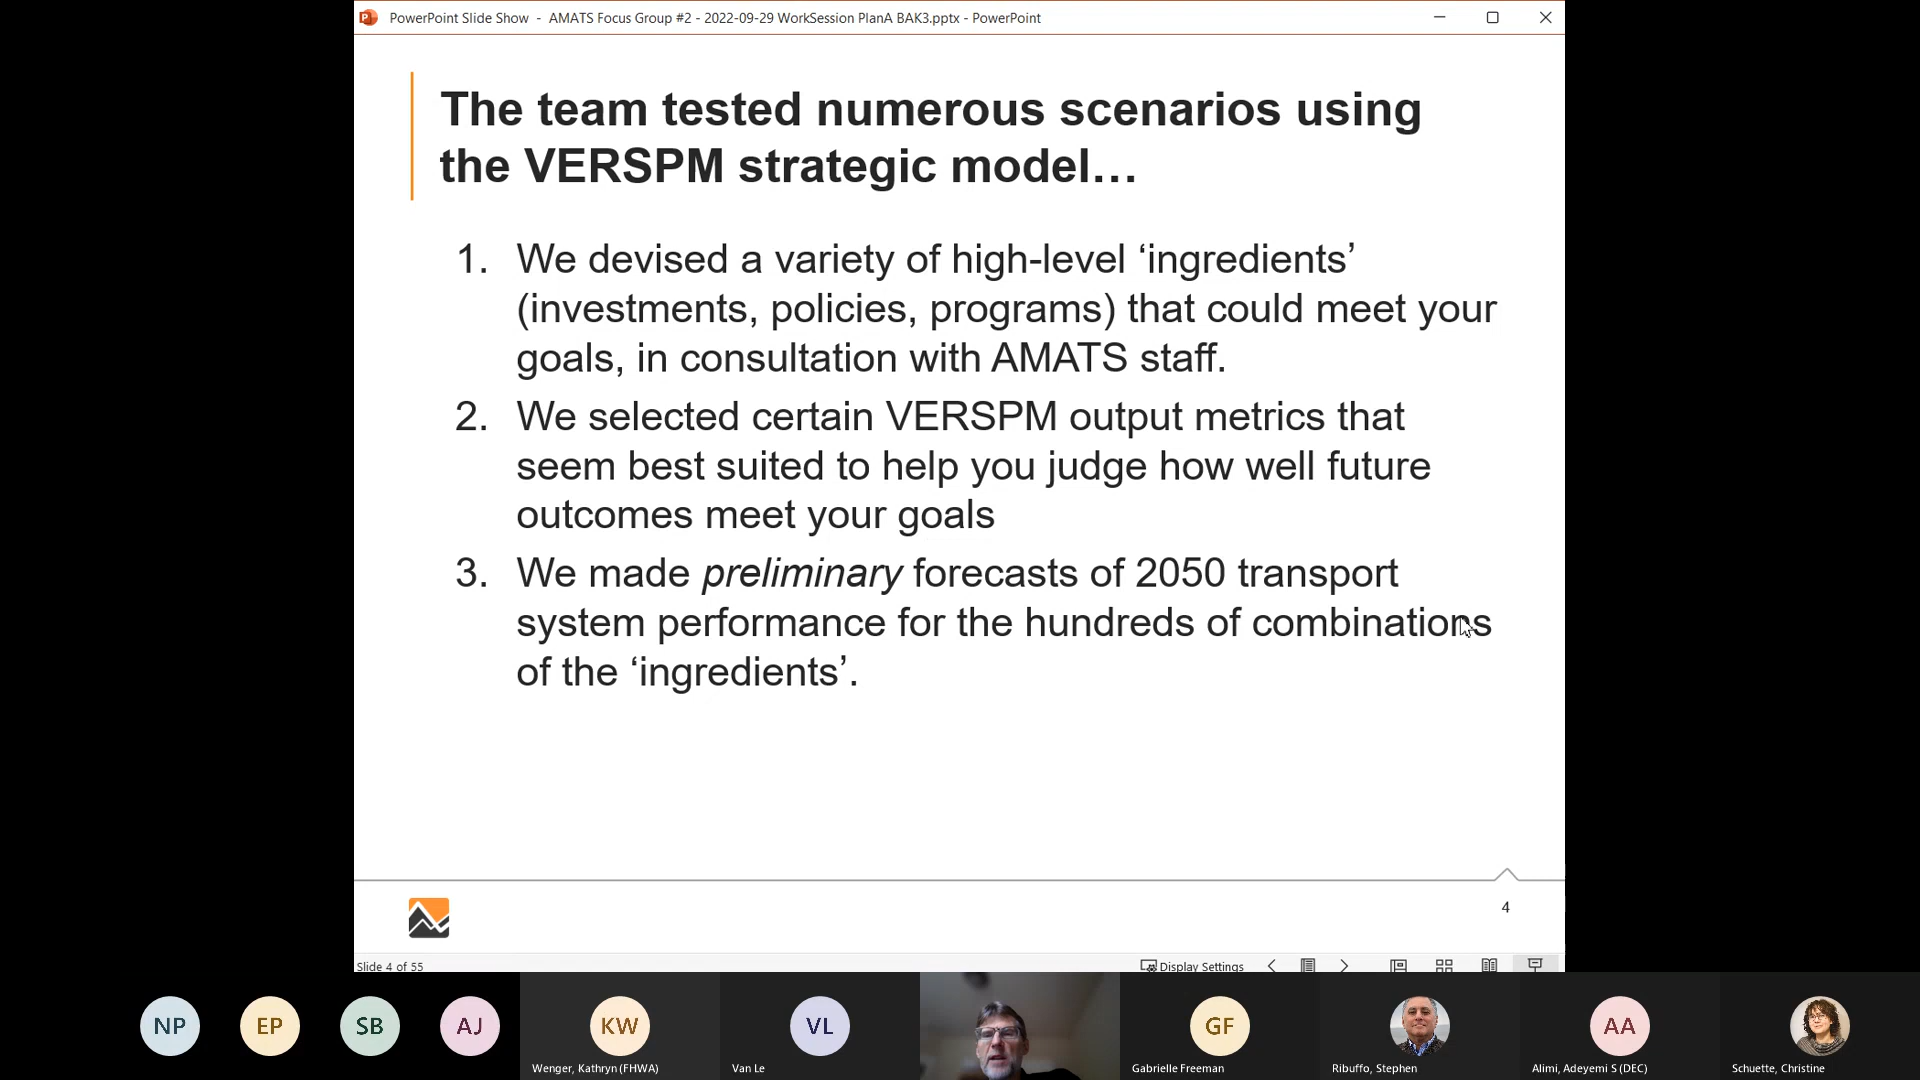 PowerPoint Slide Show - AMATS Focus Group #2 - 2022-09-29 WorkSession PlanA BAK3.pptx - PowerPoint
The team tested numerous scenarios using
the VERSPM strategic model…
1. We devised a variety of high-level ‘ingredients’
(investments, policies, programs) that could meet your
goals, in consultation with AMATS staff.
2. We selected certain VERSPM output metrics that
seem best suited to help you judge how well future
outcomes meet your goals
3. We made preliminary forecasts of 2050 transport
system performance for the hundreds of combinations
of the ‘ingredients’.
4
Slide 4 of 55
Display Settings
NP
EP
SB
AJ
KW
VL
GF
AA
Wenger, Kathryn (FHWA)
Van Le
Gabrielle Freeman
Ribuffo, Stephen
Alimi, Adeyemi S (DEC)
Schuette, Christine